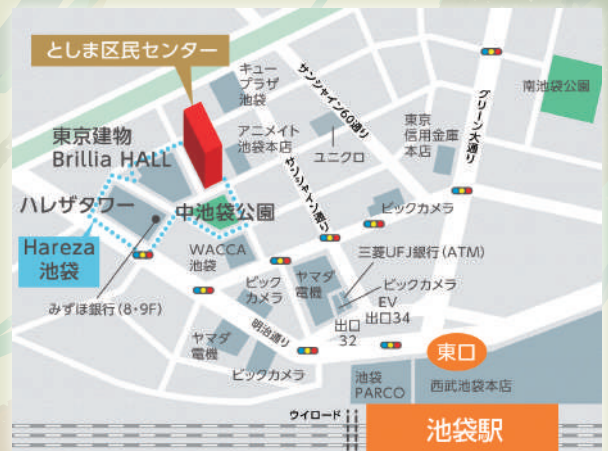 としま区民センター
キュー
プラザ
池袋
サンシャイン60通り
南池袋公園
グリーン大通り
東京建物
Brillia HALL
アニメイト
池袋本店
ユニクロ
東京
信用金庫
本店
サンシャイン通り
ハレザタワー
中池袋公園
ビックカメラ
Hareza
池袋
WACCA
池袋
三菱UFJ銀行(ATM)
みずほ銀行(8・9F)
ビック
カメラ
ヤマダ
電機
ビックカメラ
EV
出口34
出口
32
明治通り
ヤマダ
電機
ビックカメラ
東口
池袋
PARCO
西武池袋本店
ウイロード
池袋駅